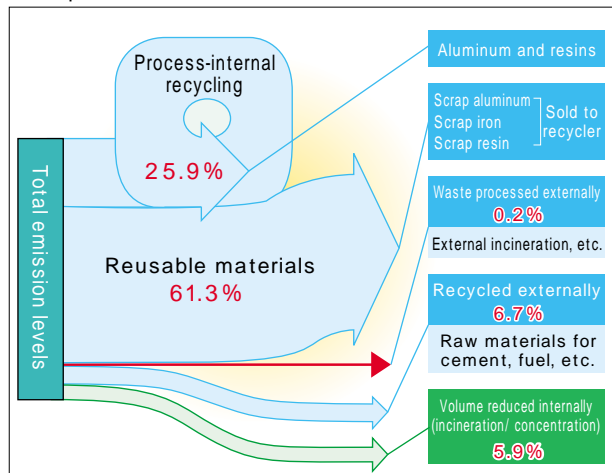 Process-internal
recycling
25.9%
Total emission levels
Reusable materials
61.3%
Aluminum and resins
Scrap aluminum
Scrap iron
Scrap resin
Sold to
recycler
Waste processed externally
0.2%
External incineration, etc.
Recycled externally
6.7%
Raw materials for
cement, fuel, etc.
Volume reduced internally
(incineration/ concentration)
5.9%